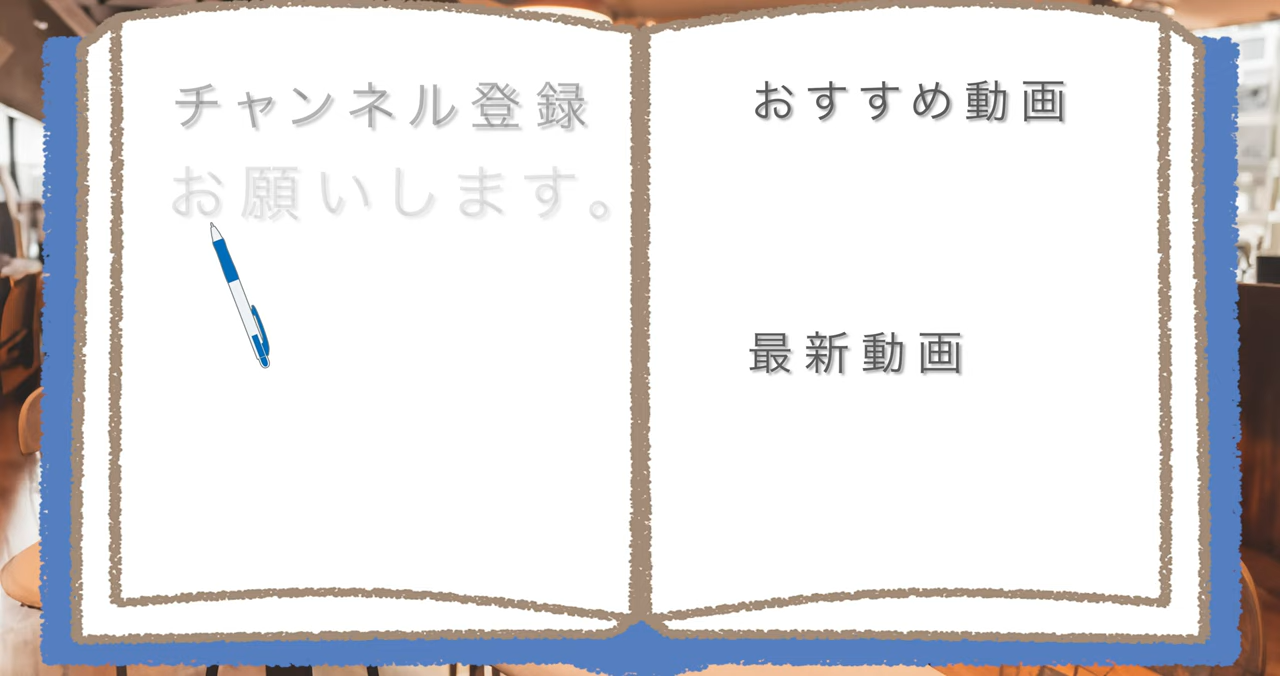 チャンネル登録
お願いします。
おすすめ動画
最新動画